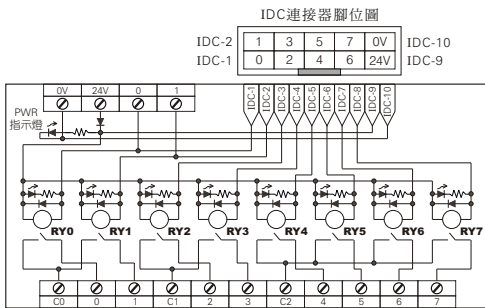 IDC連接器腳位圖
IDC-2 1 3 5 7 0V IDC-10
IDC-1 0 2 4 6 24V IDC-9
0V 24V 0 1
IDC-1 IDC-2 IDC-3 IDC-4 IDC-5 IDC-6 IDC-7 IDC-8 IDC-9 IDC-10
PWR
指示燈
RY0 RY1 RY2 RY3 RY4 RY5 RY6 RY7
C0 0 1 C1 2 3 C2 4 5 6 7